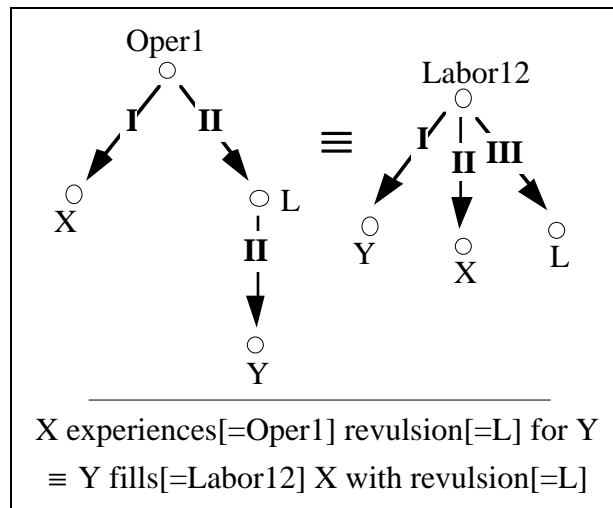 Oper1
Labor12
I II ≡ I II III
X L Y X L
II
Y
X experiences[=Oper1] revulsion[=L] for Y
≡ Y fills[=Labor12] X with revulsion[=L]